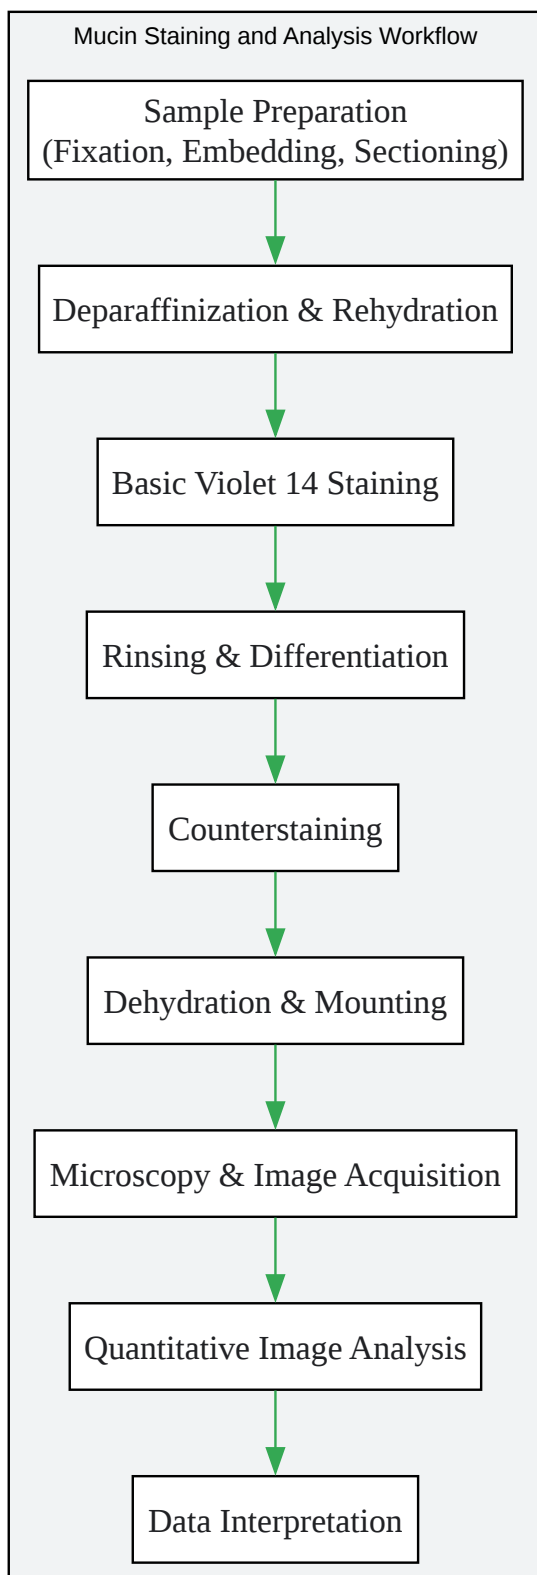 Mucin Staining and Analysis Workflow
Sample Preparation
(Fixation, Embedding, Sectioning)
Deparaffinization & Rehydration
Basic Violet 14 Staining
Rinsing & Differentiation
Counterstaining
Dehydration & Mounting
Microscopy & Image Acquisition
Quantitative Image Analysis
Data Interpretation